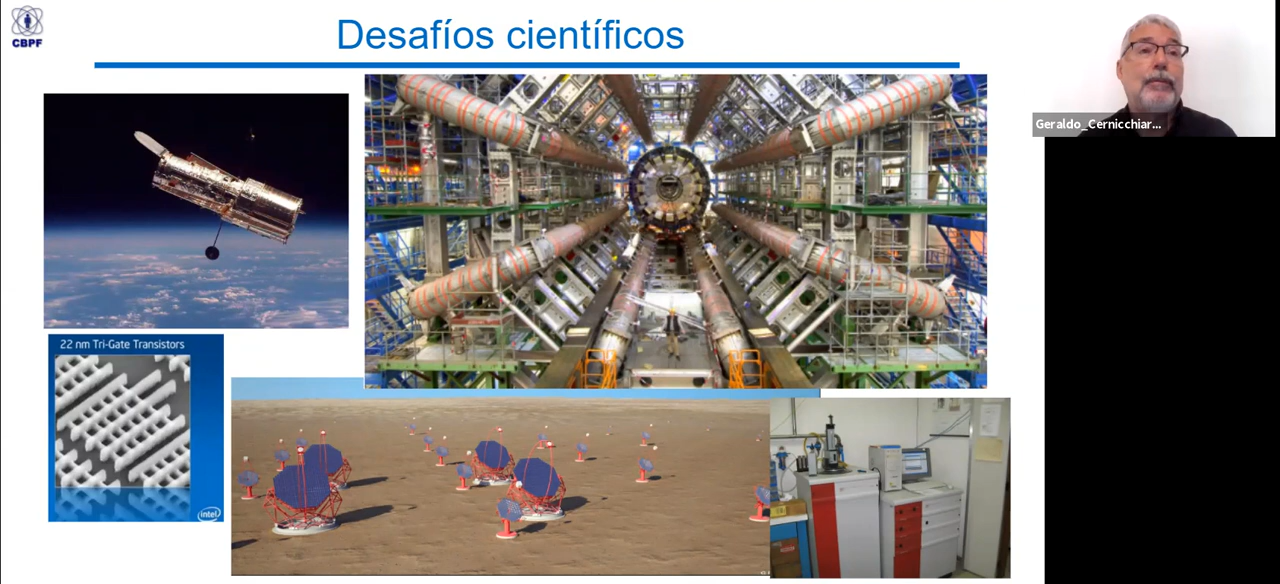 CBPF
Desafíos científicos
Geraldo_Cernicchiar...
22 nm Tri-Gate Transistors
intel